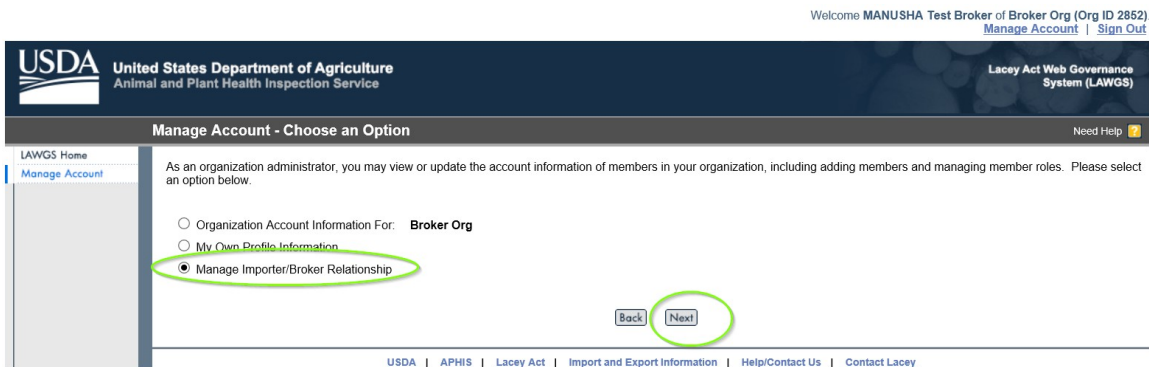 Welcome MANUSHA Test Broker of Broker Org (Org ID 2852)
Manage Account | Sign Out
USDA
United States Department of Agriculture
Animal and Plant Health Inspection Service
Lacey Act Web Governance
System (LAWGS)
Manage Account - Choose an Option
Need Help ?
LAWGS Home
Manage Account
As an organization administrator, you may view or update the account information of members in your organization, including adding members and managing member roles. Please select
an option below.
Organization Account Information For: Broker Org
My Own Profile Information
Manage Importer/Broker Relationship
Back Next
USDA | APHIS | Lacey Act | Import and Export Information | Help/Contact Us | Contact Lacey